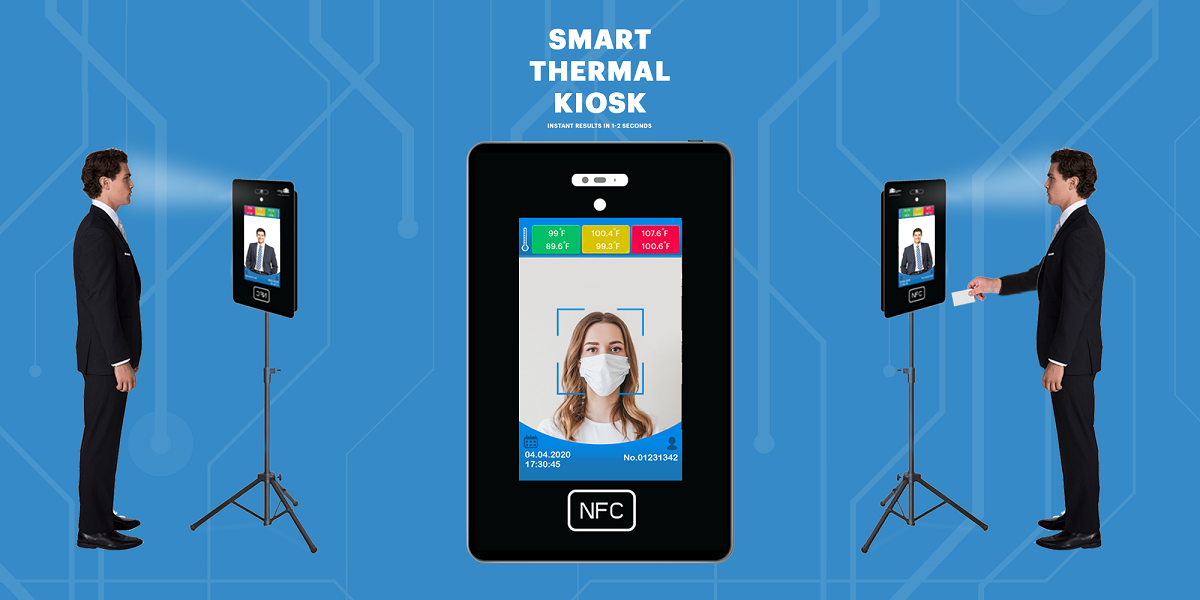 SMART
THERMAL
KIOSK
INSTANT RESULTS IN 1-2 SECONDS
99°F 100.4°F 107.6°F
89.6°F 99.3°F 100.6°F
04.04.2020
17:30:45
No.01231342
NFC
NFC